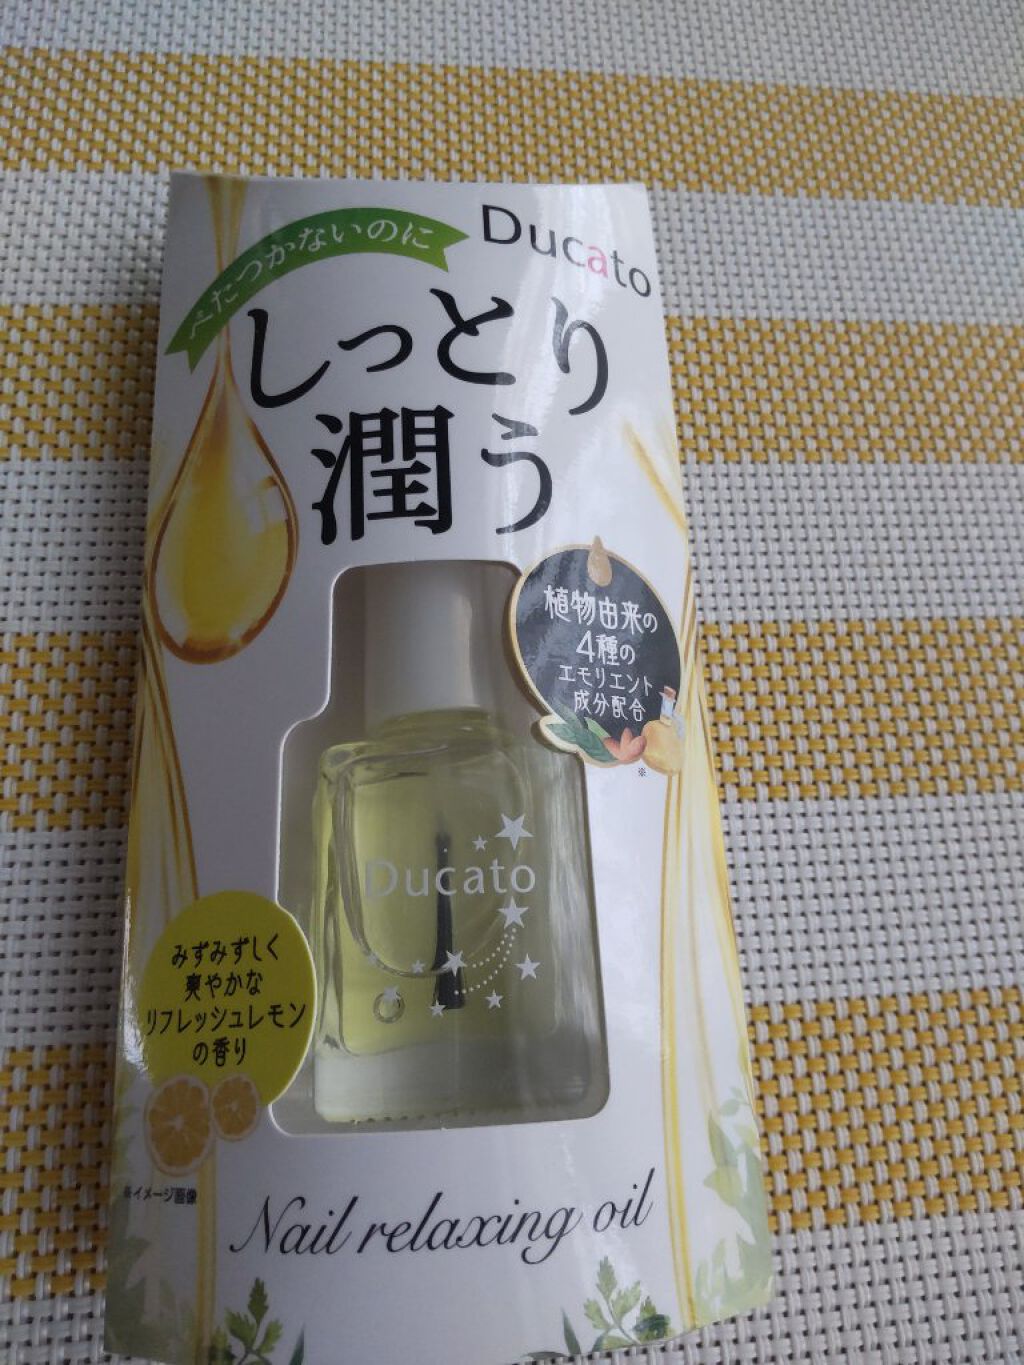 べたつかないのに
Ducato
しっとり
潤う
植物由来の
4種の
エモリエント
成分配合
※
Ducato
みずみずしく
爽やかな
リフレッシュレモン
の香り
※イメージ画像
Nail relaxing oil